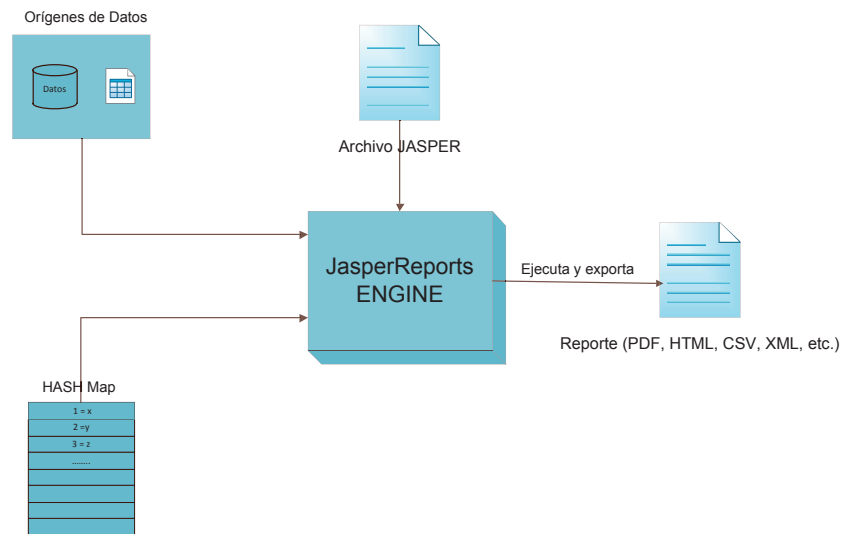 Orígenes de Datos
Datos
Archivo JASPER
JasperReports
ENGINE
Ejecuta y exporta
Reporte (PDF, HTML, CSV, XML, etc.)
HASH Map
1 = x
2 =y
3 = z
........